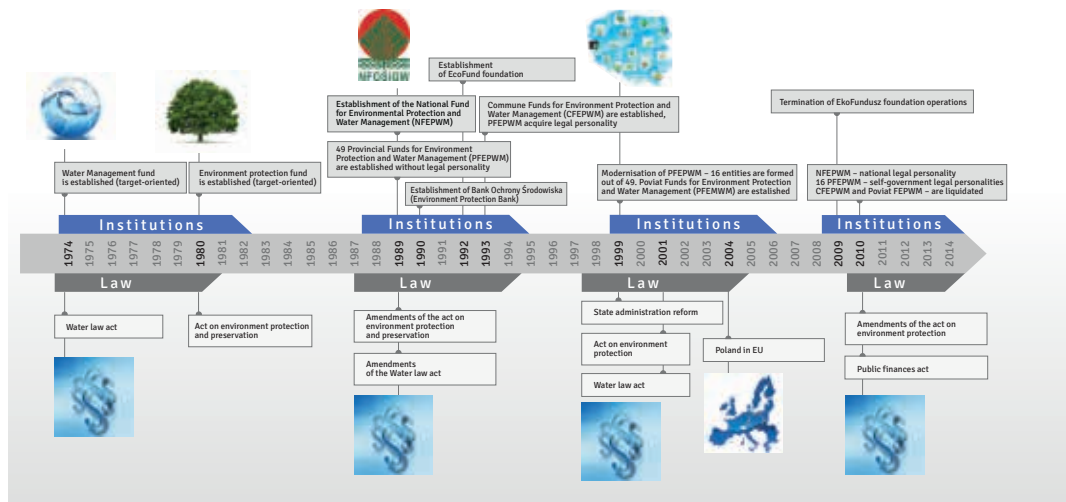 NFOŚiGW
Establishment
of EcoFund foundation
Establishment of the National Fund
for Environmental Protection and
Water Management (NFEPWM)
Commune Funds for Environment Protection and
Water Management (CFEPWM) are established,
PFEPWM acquire legal personality
Termination of EkoFundusz foundation operations
49 Provincial Funds for Environment
Protection and Water Management (PFEPWM)
are established without legal personality
Water Management fund
is established (target-oriented)
Environment protection fund
is established (target-oriented)
Establishment of Bank Ochrony Środowiska
(Environment Protection Bank)
Modernisation of PFEPWM – 16 entities are formed
out of 49. Poviat Funds for Environment Protection
and Water Management (PFEMWM) are estalished
NFEPWM – national legal personality
16 PFEPWM – self-government legal personalities
CFEPWM and Poviat FEPWM – are liquidated
Institutions
Institutions
Institutions
Institutions
1974 1975 1976 1977 1978 1979 1980 1981 1982 1983 1984 1985 1986 1987 1988 1989 1990 1991 1992 1993 1994 1995 1996 1997 1998 1999 2000 2001 2002 2003 2004 2005 2006 2007 2008 2009 2010 2011 2012 2013 2014
Law
Law
Law
Law
Water law act
Act on environment protection
and preservation
Amendments of the act on
environment protection
and preservation
Amendments
of the Water law act
State administration reform
Act on environment
protection
Water law act
Poland in EU
Amendments of the act on
environment protection
Public finances act